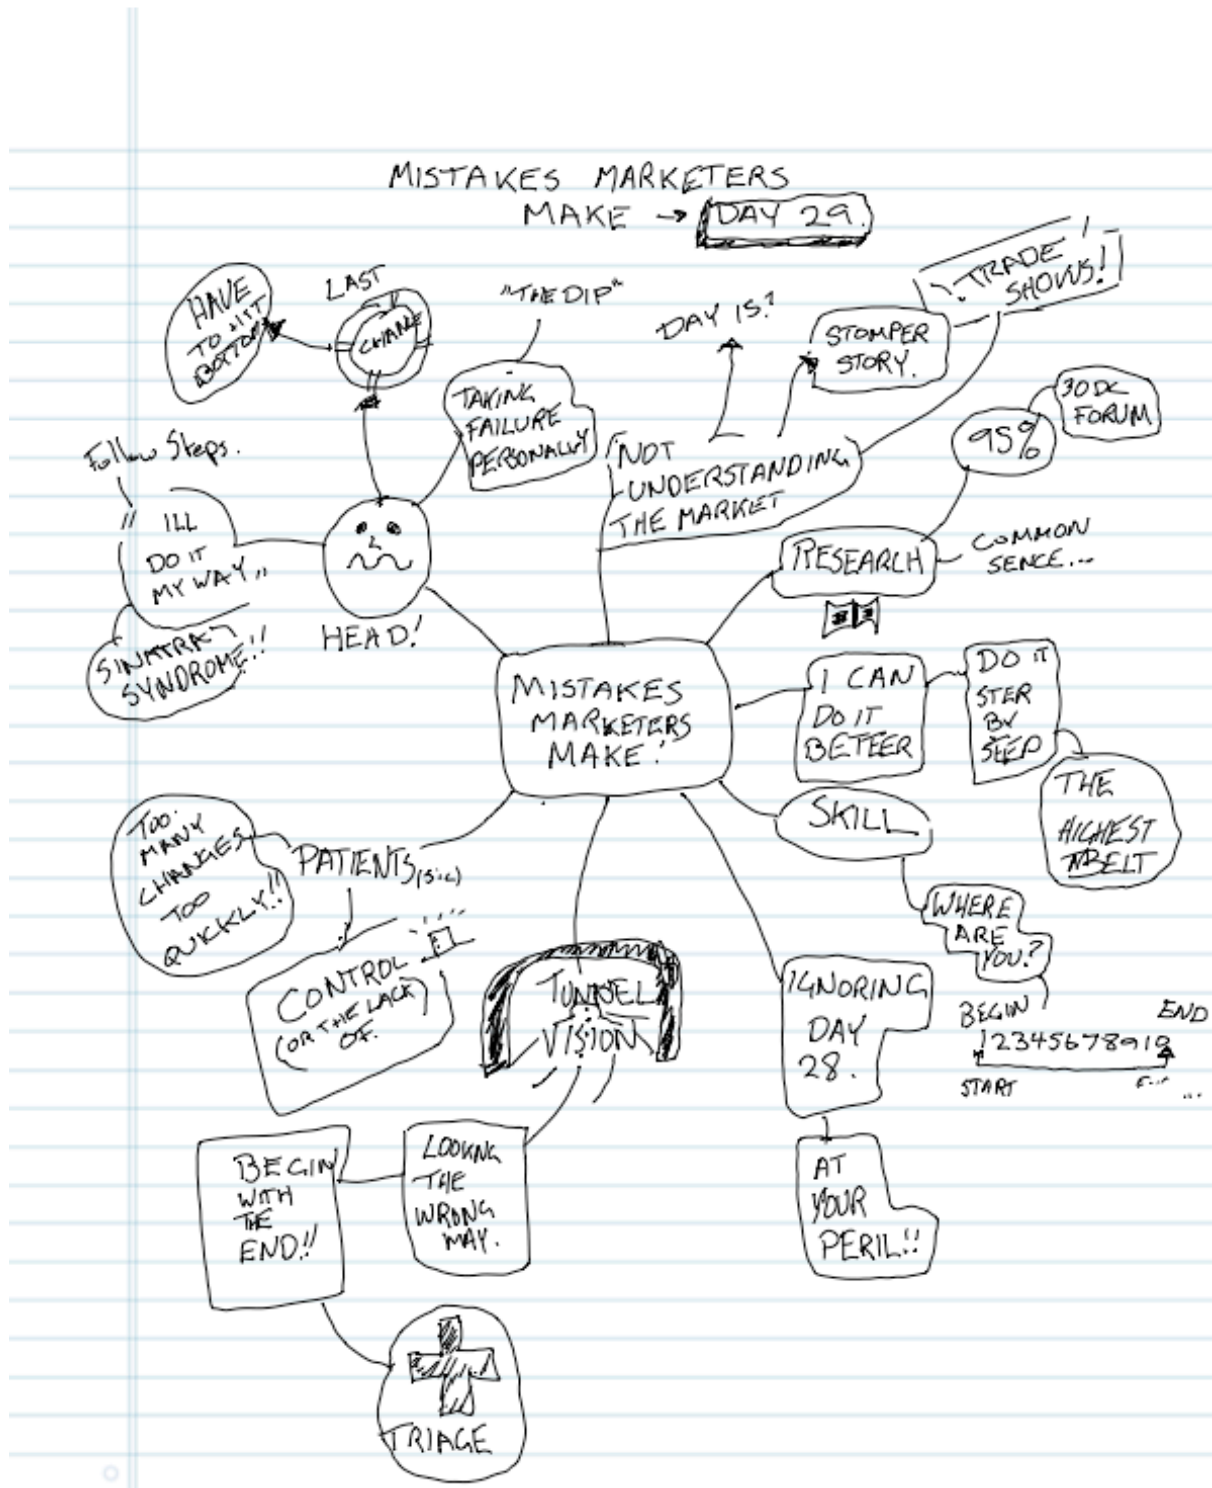 MISTAKES MARKETERS
MAKE → DAY 29.
HAVE
TO HIT
BOTTOM
LAST
CHANCE
"THE DIP"
TAKING
FAILURE
PERSONALLY
DAY 15?
STOMPER
STORY.
TRADE
SHOWS!
NOT
UNDERSTANDING
THE MARKET
95%
30DC
FORUM
RESEARCH
COMMON
SENCE...
Follow Steps.
"ILL
DO IT
MY WAY"
SINATRA
SYNDROME!!
HEAD!
MISTAKES
MARKETERS
MAKE!
I CAN
DO IT
BETEER
DO IT
STEP
BY
STEP
THE
HIGHEST
BELT
SKILL
WHERE
ARE
YOU?
BEGIN
END
12345678910
START
TOO
MANY
CHANGES
TOO
QUICKLY!!
PATIENTS (sic)
CONTROL
(OR THE LACK)
OF.
TUNNEL
VISION
IGNORING
DAY
28.
AT
YOUR
PERIL!!
LOOKNG
THE
WRONG
WAY.
BEGIN
WITH
THE
END!!
TRIAGE